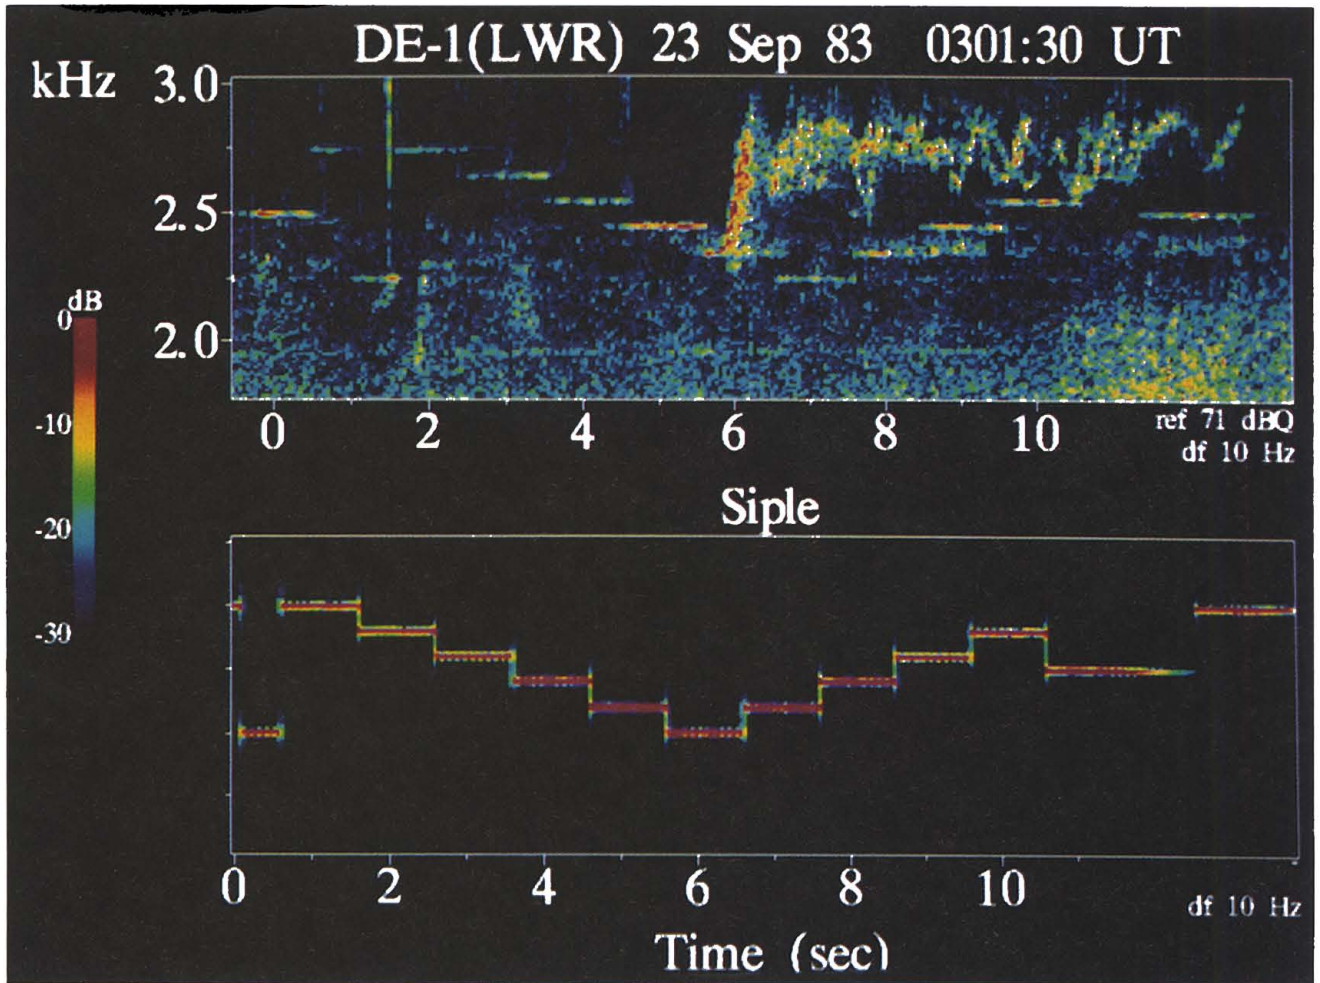 DE-1(LWR) 23 Sep 83 0301:30 UT
kHz
3.0
2.5
2.0
dB
0
-10
-20
-30
0 2 4 6 8 10
ref 71 dBQ
df 10 Hz
Siple
0 2 4 6 8 10
df 10 Hz
Time (sec)